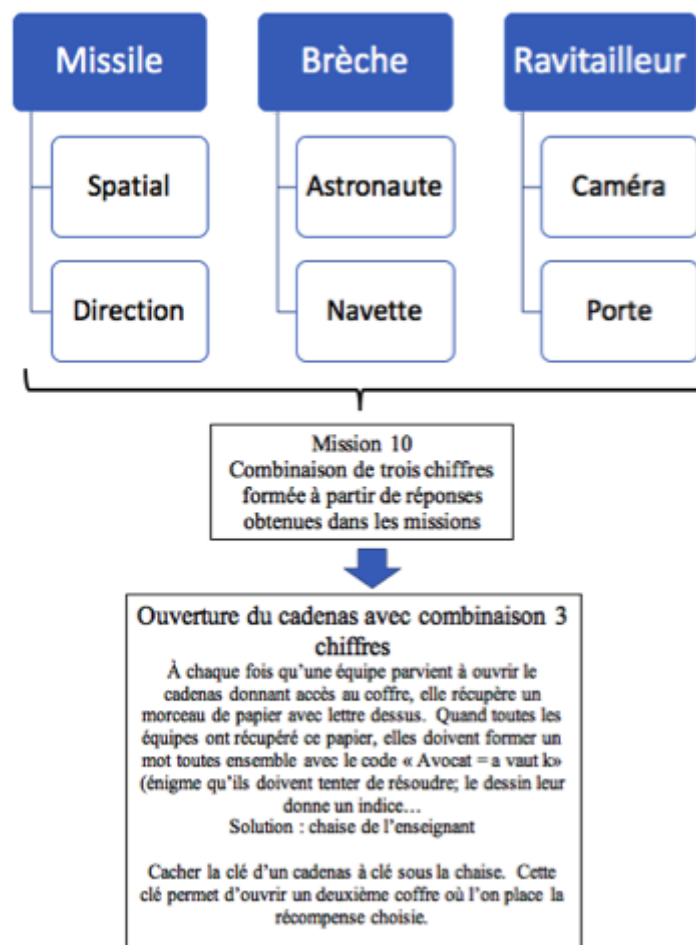 Missile
Brèche
Ravitailleur
Spatial
Astronaute
Caméra
Direction
Navette
Porte
Mission 10
Combinaison de trois chiffres
formée à partir de réponses
obtenues dans les missions
Ouverture du cadenas avec combinaison 3
chiffres
À chaque fois qu'une équipe parvient à ouvrir le
cadenas donnant accès au coffre, elle récupère un
morceau de papier avec lettre dessus. Quand toutes les
équipes ont récupéré ce papier, elles doivent former un
mot toutes ensemble avec le code « Avocat = a vaut k»
(énigme qu'ils doivent tenter de résoudre; le dessin leur
donne un indice…
Solution : chaise de l'enseignant
Cacher la clé d'un cadenas à clé sous la chaise. Cette
clé permet d'ouvrir un deuxième coffre où l'on place la
récompense choisie.